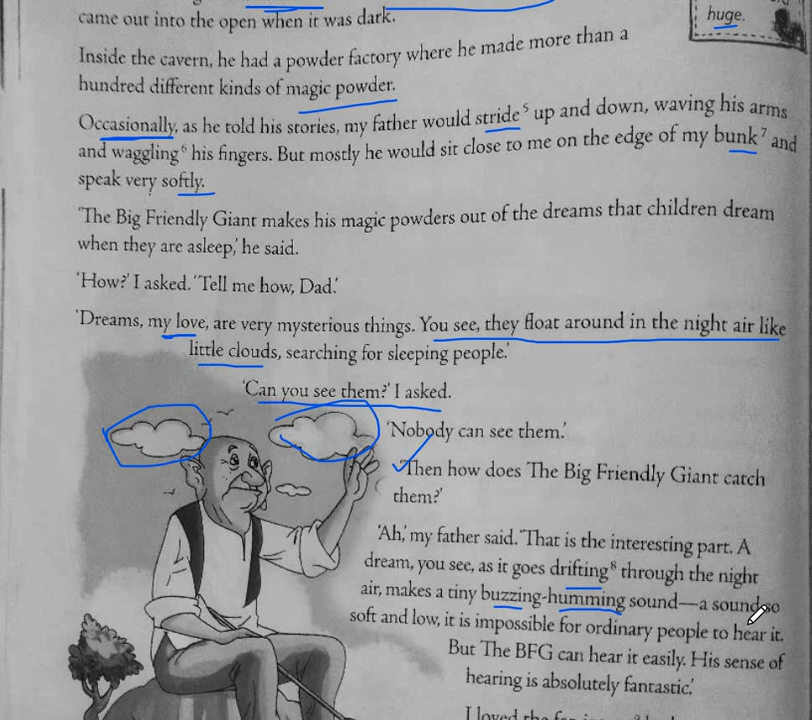 came out into the open when it was dark.
huge.
Inside the cavern, he had a powder factory where he made more than a
hundred different kinds of magic powder.
Occasionally, as he told his stories, my father would stride⁵ up and down, waving his arms
and waggling⁶ his fingers. But mostly he would sit close to me on the edge of my bunk⁷ and
speak very softly.
'The Big Friendly Giant makes his magic powders out of the dreams that children dream
when they are asleep,' he said.
'How?' I asked. 'Tell me how, Dad.'
'Dreams, my love, are very mysterious things. You see, they float around in the night air like
little clouds, searching for sleeping people.'
'Can you see them?' I asked.
'Nobody can see them.'
'Then how does The Big Friendly Giant catch
them?'
'Ah,' my father said. 'That is the interesting part. A
dream, you see, as it goes drifting⁸ through the night
air, makes a tiny buzzing-humming sound—a sound so
soft and low, it is impossible for ordinary people to hear it.
But The BFG can hear it easily. His sense of
hearing is absolutely fantastic.'
I loved the